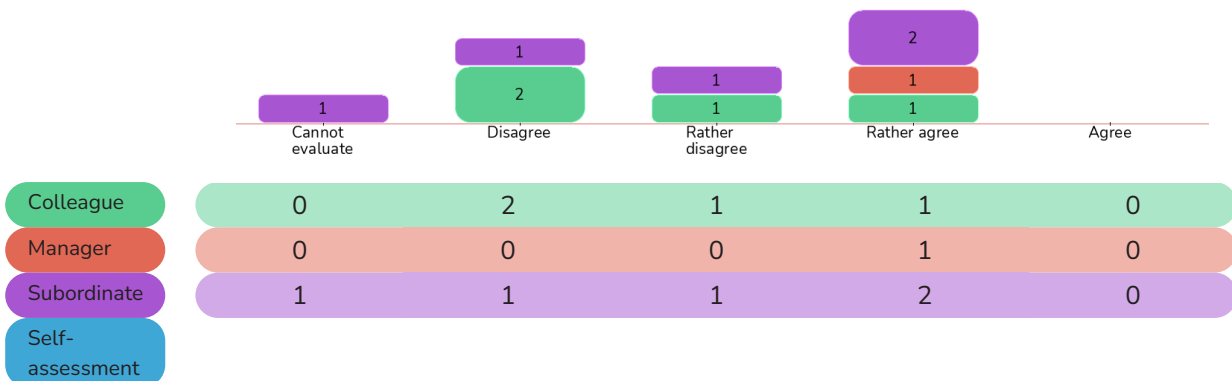 2
1
1
1
1
1
2
1
1
Cannot
evaluate
Disagree
Rather
disagree
Rather agree
Agree
Colleague 0 2 1 1 0
Manager 0 0 0 1 0
Subordinate 1 1 1 2 0
Self-
assessment